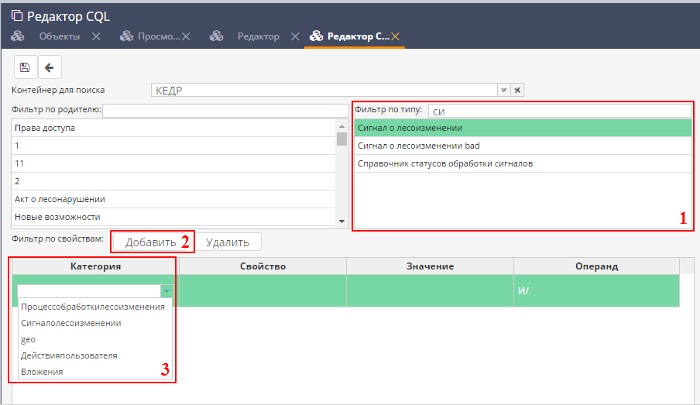 Редактор CQL
Объекты Просмо... Редактор Редактор С...
Контейнер для поиска КЕДР
Фильтр по родителю: Фильтр по типу: си
Права доступа Сигнал о лесоизменении
1 Сигнал о лесоизменении bad
11 Справочник статусов обработки сигналов
2
Акт о лесонарушении
Новые возможности 1
Фильтр по свойствам: Добавить 2 Удалить
Категория Свойство Значение Операнд
И/
Процессобработкилесоизменения
Сигналолесоизменении
geo
Действияпользователя
Вложения 3